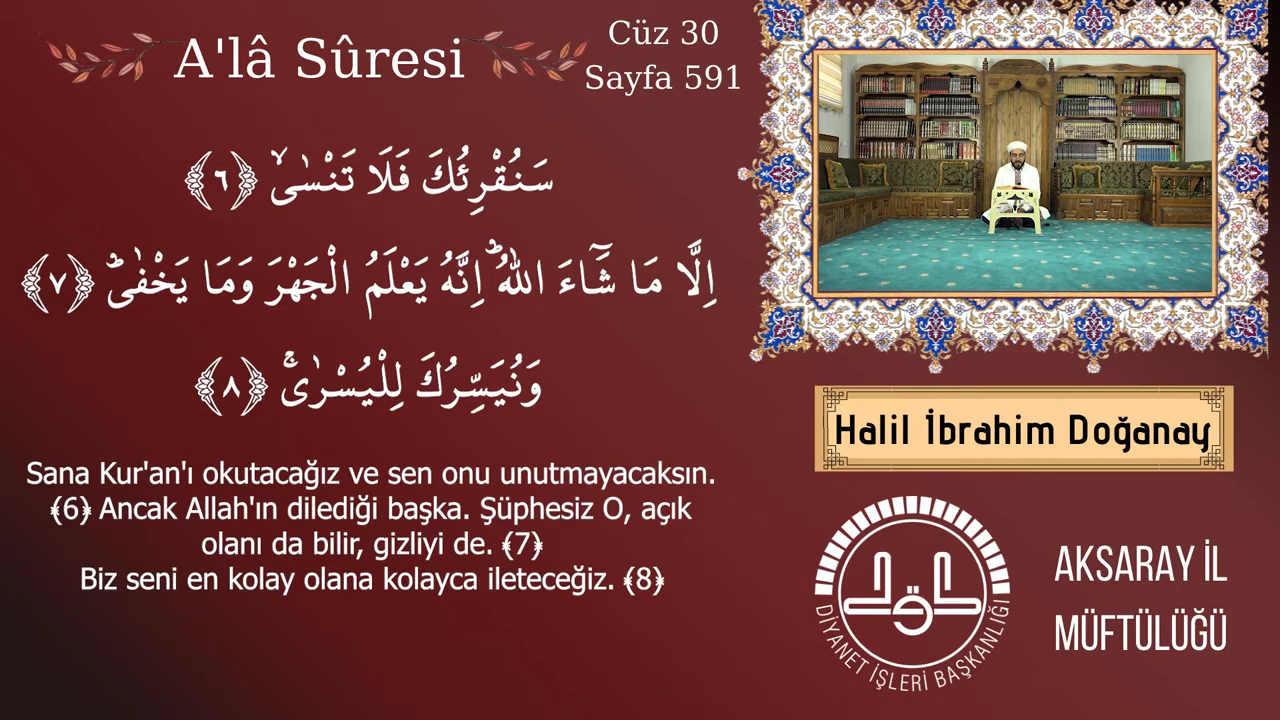 A'lâ Sûresi
Cüz 30
Sayfa 591
سَنُقْرِئُكَ فَلَا تَنْسٰىۙ ﴿٦﴾
اِلَّا مَا شَٓاءَ اللّٰهُۜ اِنَّهُ يَعْلَمُ الْجَهْرَ وَمَا يَخْفٰىۜ ﴿٧﴾
وَنُيَسِّرُكَ لِلْيُسْرٰىۚ ﴿٨﴾
Sana Kur'an'ı okutacağız ve sen onu unutmayacaksın.
﴾6﴿ Ancak Allah'ın dilediği başka. Şüphesiz O, açık
olanı da bilir, gizliyi de. ﴾7﴿
Biz seni en kolay olana kolayca ileteceğiz. ﴾8﴿
Halil İbrahim Doğanay
DİYANET İŞLERİ BAŞKANLIĞI
AKSARAY İL
MÜFTÜLÜĞÜ